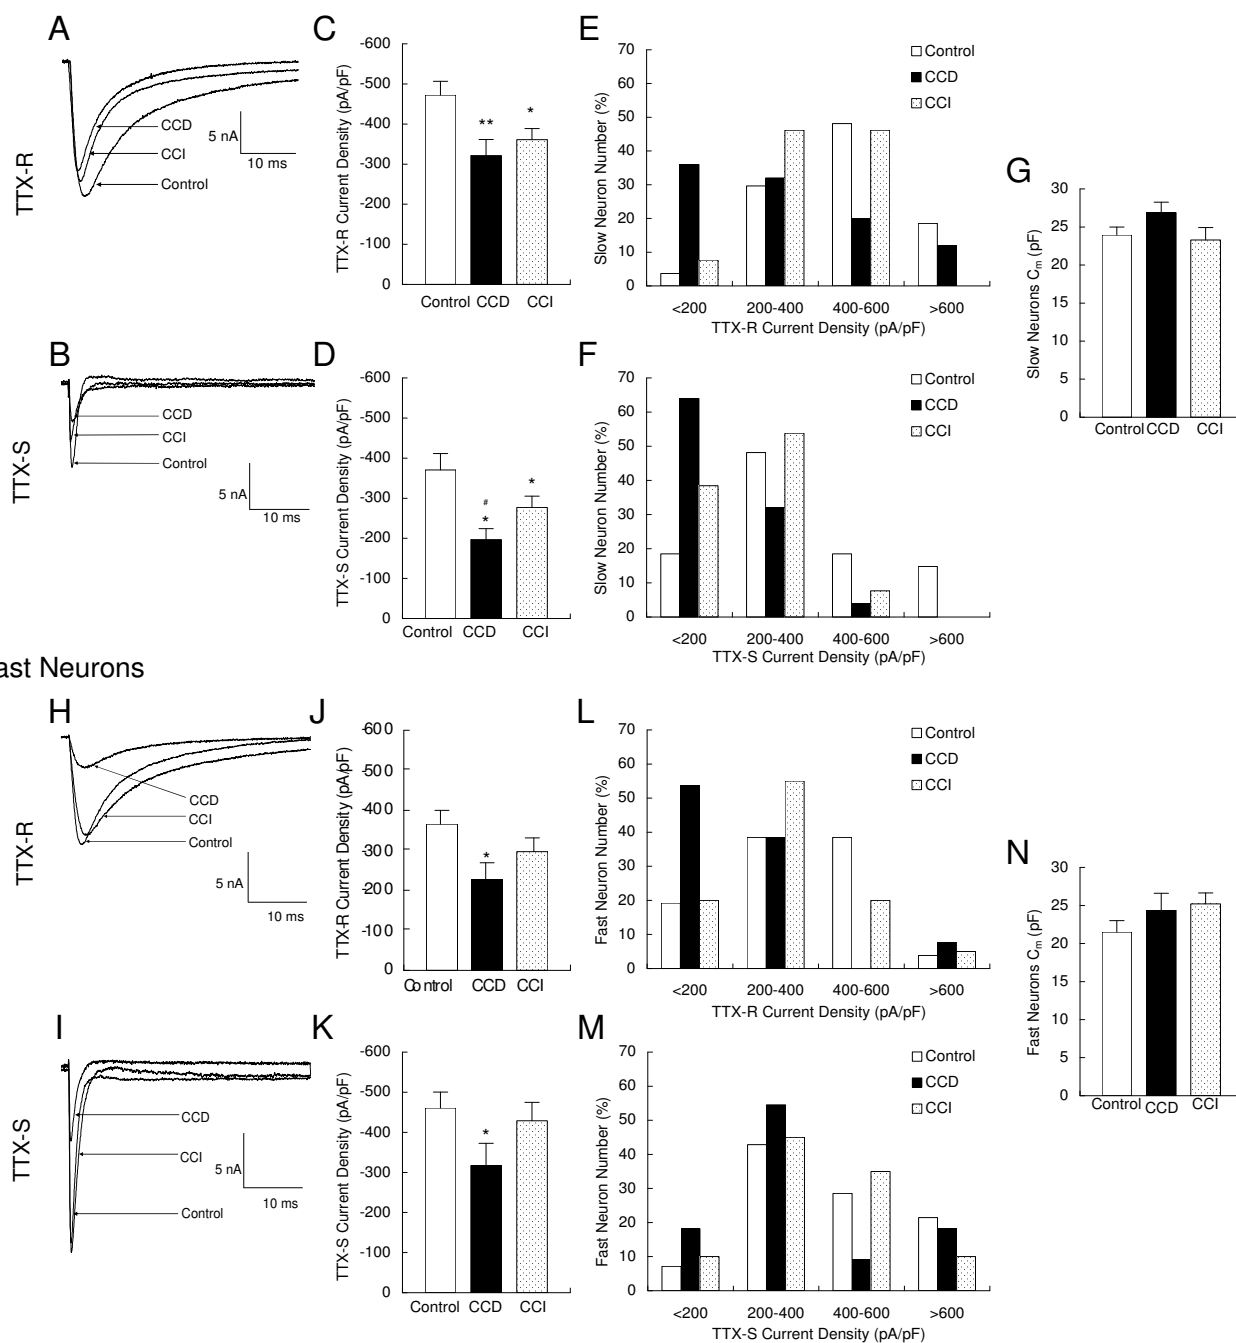 A
CCD
CCI
Control
5 nA
10 ms
TTX-R
C
TTX-R Current Density (pA/pF)
-600
-500
-400
-300
-200
-100
0
**
*
Control CCD CCI
E
Slow Neuron Number (%)
70
60
50
40
30
20
10
0
Control
CCD
CCI
<200 200-400 400-600 >600
TTX-R Current Density (pA/pF)
G
Slow Neurons Cm (pF)
30
25
20
15
10
5
0
Control CCD CCI
B
CCD
CCI
Control
5 nA
10 ms
TTX-S
D
TTX-S Current Density (pA/pF)
-600
-500
-400
-300
-200
-100
0
#
*
*
Control CCD CCI
F
Slow Neuron Number (%)
70
60
50
40
30
20
10
0
Control
CCD
CCI
<200 200-400 400-600 >600
TTX-S Current Density (pA/pF)
ast Neurons
H
CCD
CCI
Control
5 nA
10 ms
TTX-R
J
TTX-R Current Density (pA/pF)
-600
-500
-400
-300
-200
-100
0
*
Control CCD CCI
L
Fast Neuron Number (%)
70
60
50
40
30
20
10
0
Control
CCD
CCI
<200 200-400 400-600 >600
TTX-R Current Density (pA/pF)
N
Fast Neurons Cm (pF)
30
25
20
15
10
5
0
Control CCD CCI
I
CCD
CCI
Control
5 nA
10 ms
TTX-S
K
TTX-S Current Density (pA/pF)
-600
-500
-400
-300
-200
-100
0
*
Control CCD CCI
M
Fast Neuron Number (%)
70
60
50
40
30
20
10
0
Control
CCD
CCI
<200 200-400 400-600 >600
TTX-S Current Density (pA/pF)